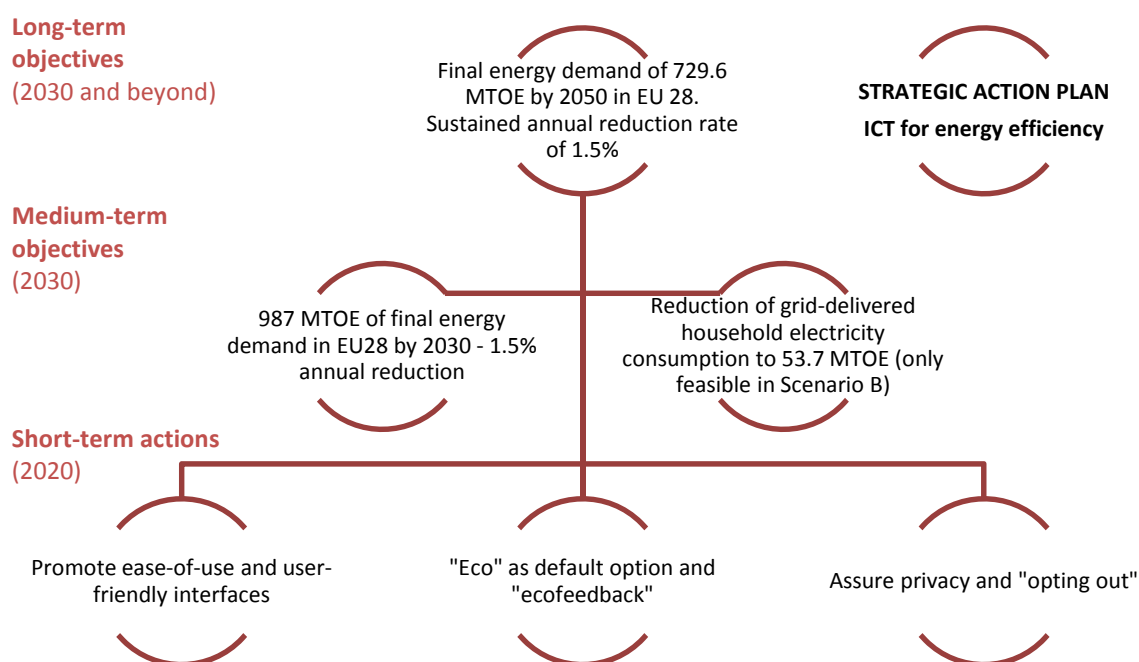 Long-term
objectives
(2030 and beyond)
Final energy demand of 729.6
MTOE by 2050 in EU 28.
Sustained annual reduction rate
of 1.5%
STRATEGIC ACTION PLAN
ICT for energy efficiency
Medium-term
objectives
(2030)
987 MTOE of final energy
demand in EU28 by 2030 - 1.5%
annual reduction
Reduction of grid-delivered
household electricity
consumption to 53.7 MTOE (only
feasible in Scenario B)
Short-term actions
(2020)
Promote ease-of-use and user-
friendly interfaces
"Eco" as default option and
"ecofeedback"
Assure privacy and "opting out"